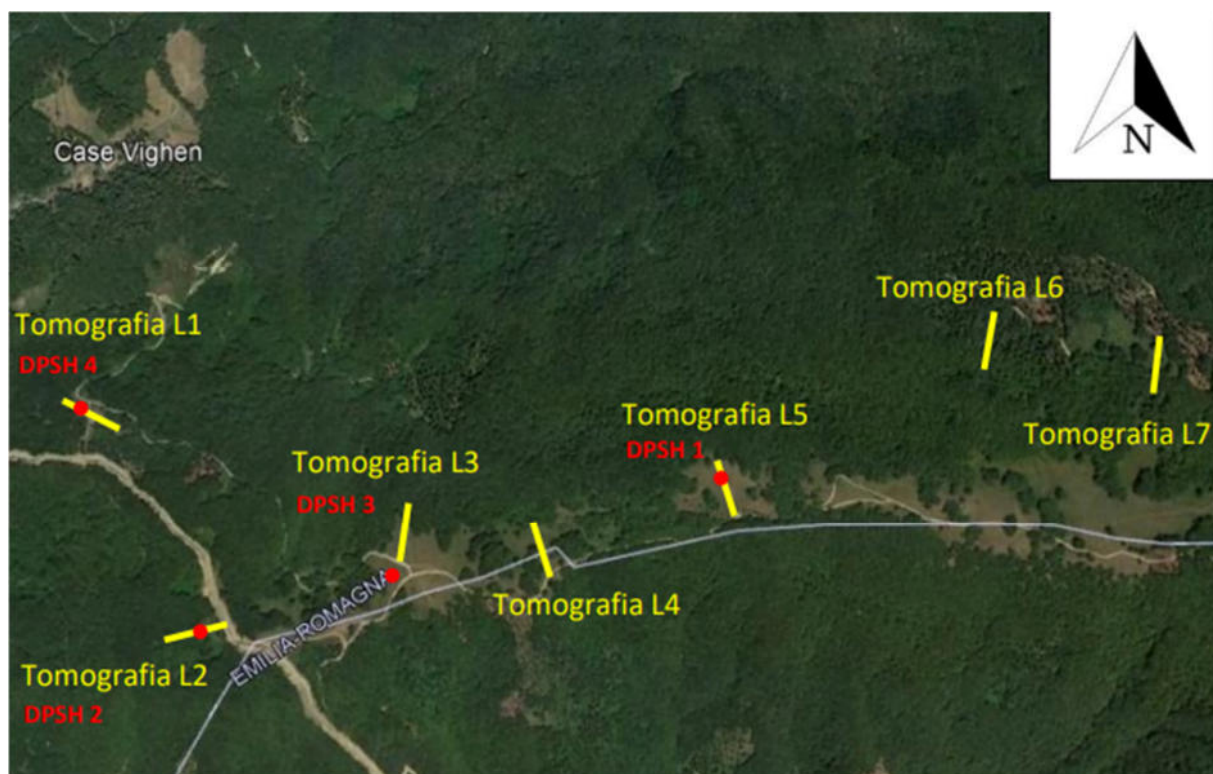 N
Case Vighen
Tomografia L6
Tomografia L1
DPSH 4
Tomografia L5
DPSH 1
Tomografia L7
Tomografia L3
DPSH 3
EMILIA-ROMAGNA
Tomografia L4
Tomografia L2
DPSH 2